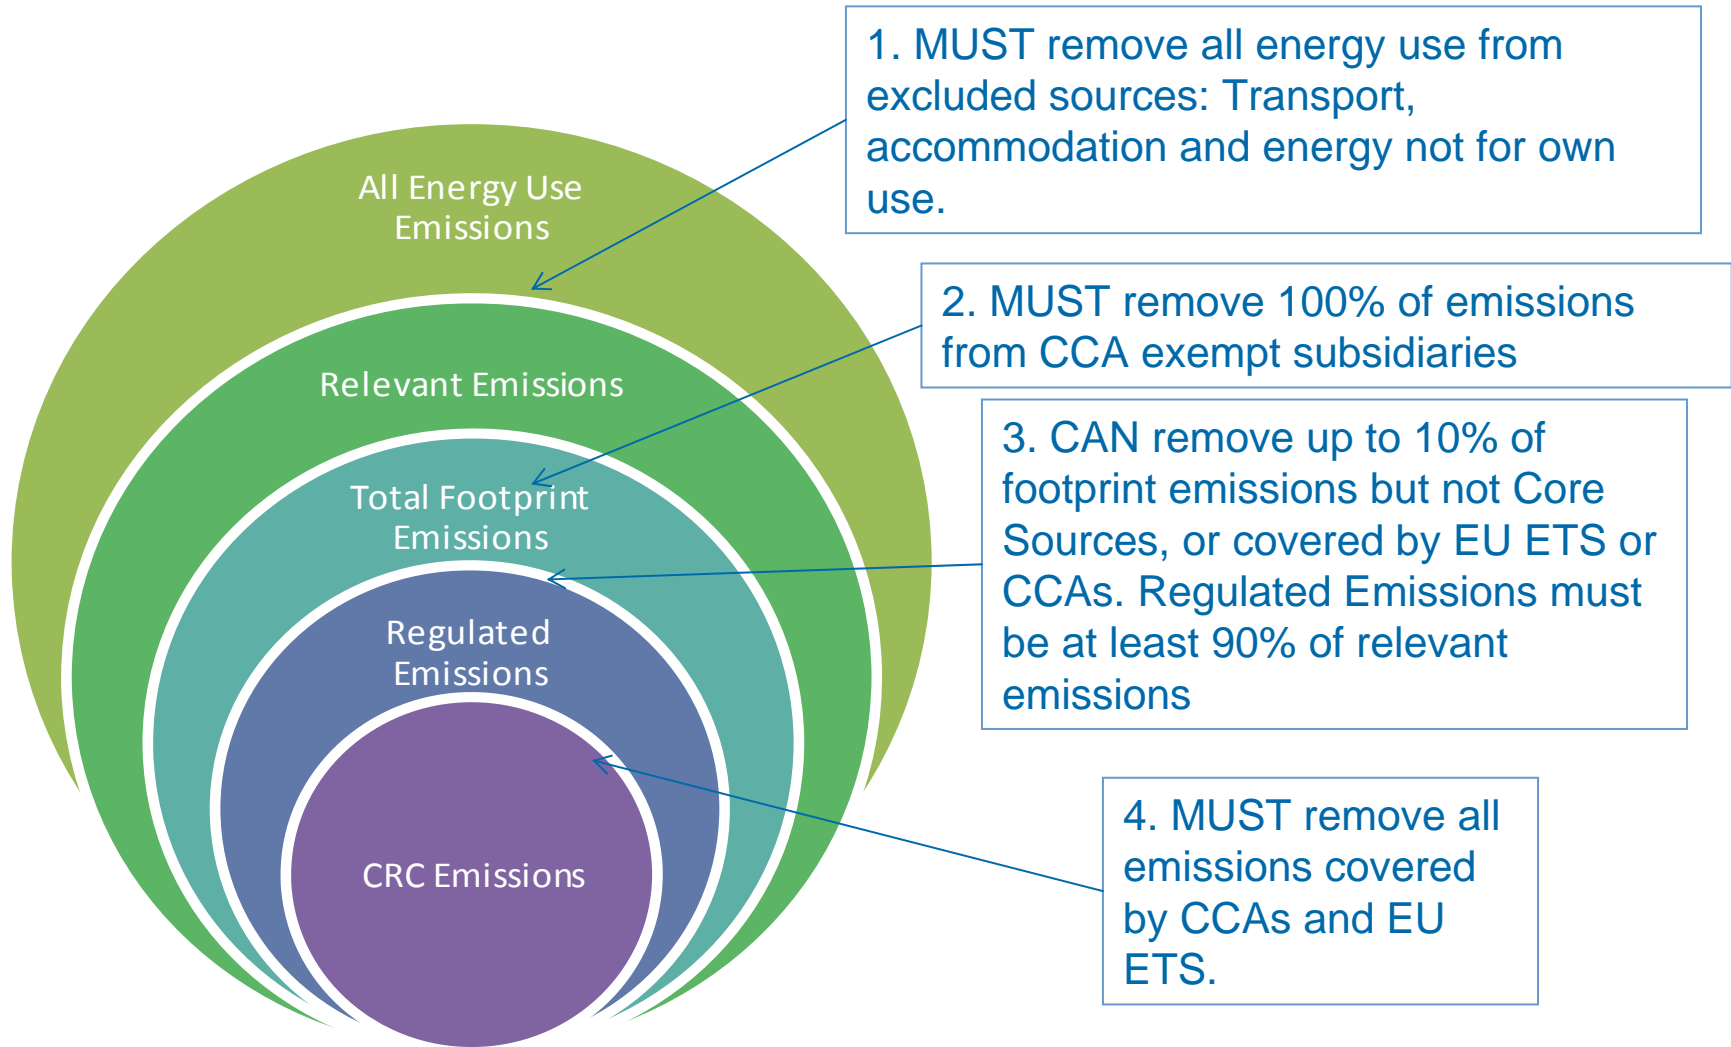 1. MUST remove all energy use from
excluded sources: Transport,
accommodation and energy not for own
use.
All Energy Use
Emissions
2. MUST remove 100% of emissions
from CCA exempt subsidiaries
Relevant Emissions
3. CAN remove up to 10% of
footprint emissions but not Core
Sources, or covered by EU ETS or
CCAs. Regulated Emissions must
be at least 90% of relevant
emissions
Total Footprint
Emissions
Regulated
Emissions
4. MUST remove all
emissions covered
by CCAs and EU
ETS.
CRC Emissions